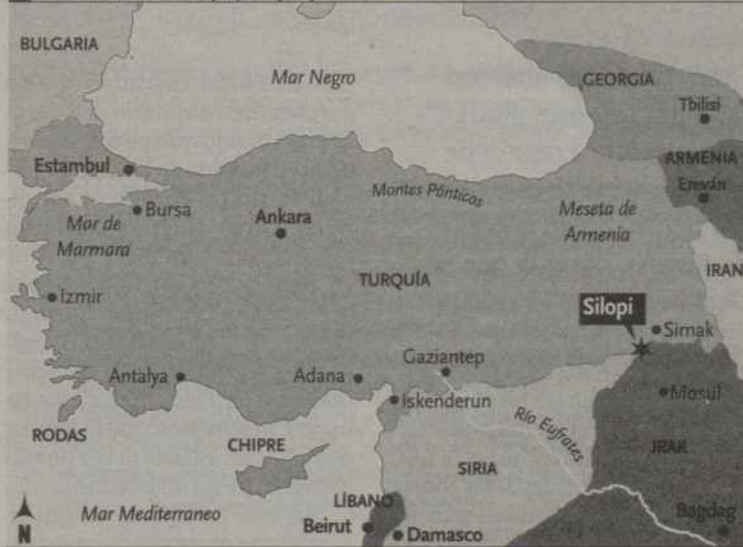 BULGARIA
Mar Negro
GEORGIA
Tbilisi
ARMENIA
Ereván
Estambul
Bursa
Mar de
Marmara
Ankara
Montes Pónticos
Meseta de
Armenia
IRAN
TURQUÍA
Izmir
Silopi
Sirnak
Antalya
Adana
Gaziantep
Iskenderun
Mosul
RODAS
CHIPRE
Río Eufrates
SIRIA
IRAK
LÍBANO
Beirut
Damasco
Bagdag
Mar Mediterraneo
N